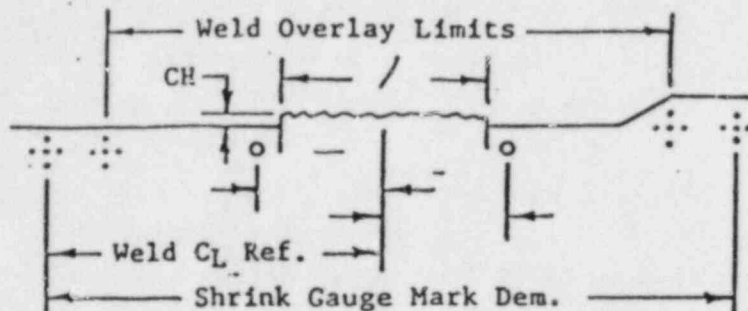 Weld Overlay Limits
CH
Weld CL Ref.
Shrink Gauge Mark Dem.